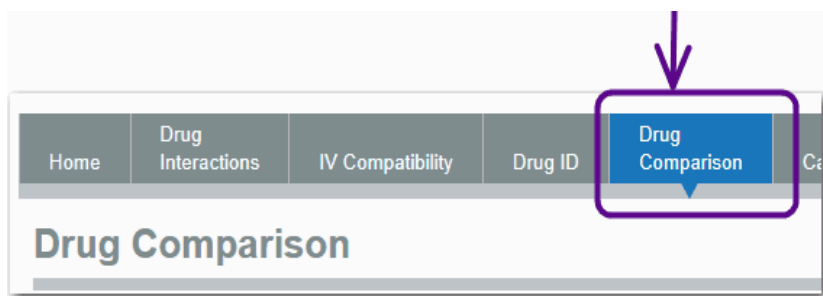 Home
Drug
Interactions
IV Compatibility
Drug ID
Drug
Comparison
Drug Comparison